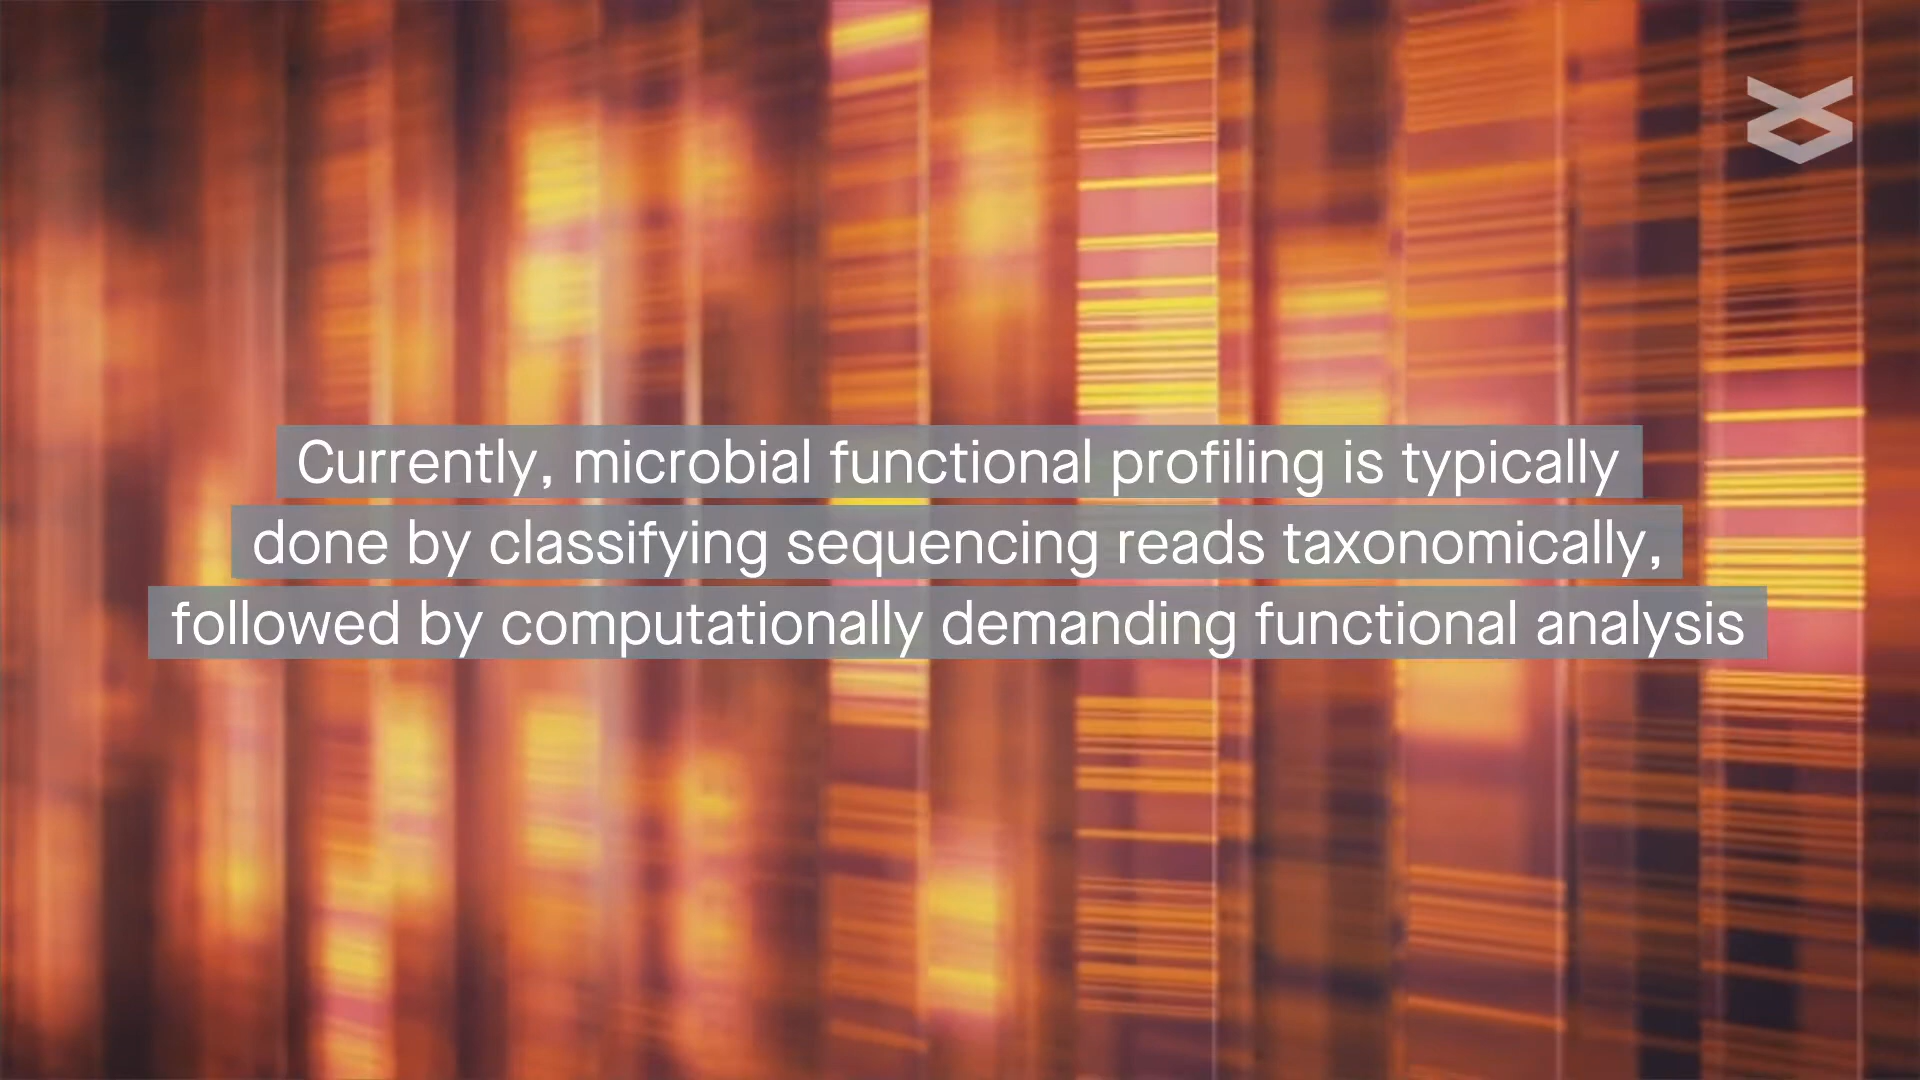 Currently, microbial functional profiling is typically
done by classifying sequencing reads taxonomically,
followed by computationally demanding functional analysis